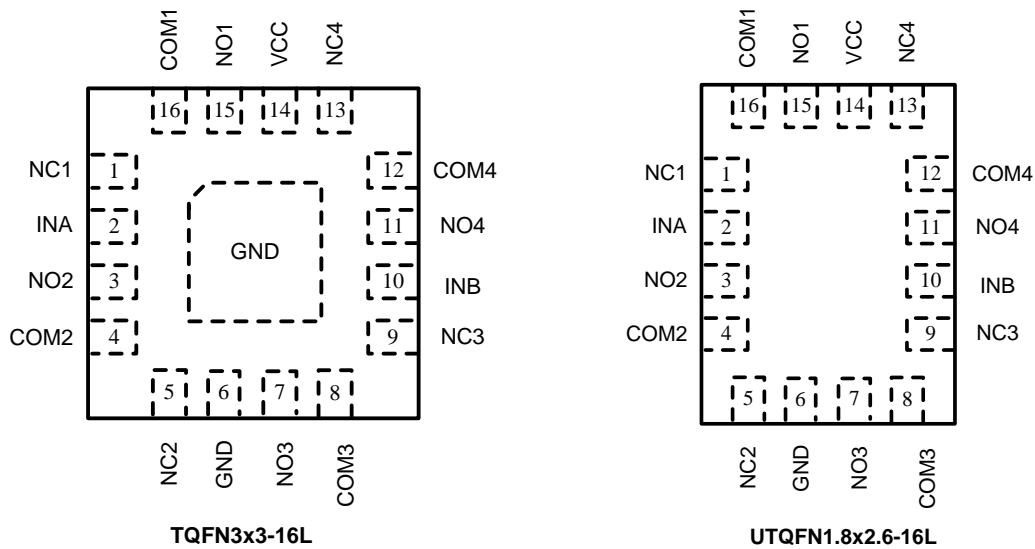 COM1 NO1 VCC NC4
16 15 14 13
NC1 1 12 COM4
INA 2 11 NO4
GND
NO2 3 10 INB
COM2 4 9 NC3
5 6 7 8
NC2 GND NO3 COM3
TQFN3x3-16L
COM1 NO1 VCC NC4
16 15 14 13
NC1 1 12 COM4
INA 2 11 NO4
NO2 3 10 INB
COM2 4 9 NC3
5 6 7 8
NC2 GND NO3 COM3
UTQFN1.8x2.6-16L